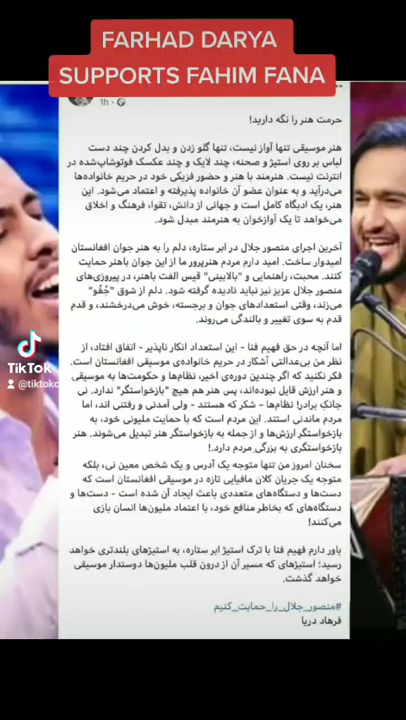 FARHAD DARYA
SUPPORTS FAHIM FANA
1h
حرمت هنر را نگه دارید!
هنر موسیقی تنها آواز نیست، تنها گلو زدن و بدل کردن چند دست
لباس بر روی استیژ و صحنه، چند لایک و چند عکسک فوتوشاپ‌شده در
انترنت نیست. هنرمند با هنر و حضور فزیکی خود در حریم خانواده‌ها
می‌درآید و به عنوان عضو آن خانواده پذیرفته و اعتماد می‌شود. این
هنر، یک ادبگاه کامل است و جهانی از دانش، تقوا، فرهنگ و اخلاق
می‌خواهد تا یک آوازخوان به هنرمند مبدل شود.
آخرین اجرای منصور جلال در ابر ستاره، دلم را به هنر جوان افغانستان
امیدوار ساخت. امید دارم مردم هنرپرور ما از این جوان باهنر حمایت
کنند. محبت، راهنمایی و "بالابینی" قیس الفت باهنر، در پیروزی‌های
منصور جلال عزیز نیز نباید نادیده گرفته شود. دلم از شوق "چُقُو"
می‌زند، وقتی استعدادهای جوان و برجسته، خوش می‌درخشند، و قدم
قدم به سوی تغییر و بالندگی می‌روند.
اما آنچه در حق فهیم فنا - این استعداد انکار ناپذیر - اتفاق افتاد، از
نظر من بی‌عدالتی آشکار در حریم خانواده‌ی موسیقی افغانستان است.
فکر نکنید که اگر چندین دوره‌ی اخیر، نظام‌ها و حکومت‌ها به موسیقی
و هنر ارزش قایل نبوده‌اند، پس هنر هم هیچ "بازخواستگر" ندارد. نی
جانک برادر! نظام‌ها - شکر که هستند - ولی آمدنی و رفتنی اند، اما
مردم ماندنی استند. این مردم است که با حمایت ملیونی خود، به
بازخواستگر ارزش‌ها و از جمله به بازخواستگر هنر تبدیل می‌شوند. هنر
بازخواستگری به بزرگی مردم دارد!
سخنان امروز من تنها متوجه یک آدرس و یک شخص معین نی، بلکه
متوجه یک جریان کلان مافیایی تازه در موسیقی افغانستان است که
دست‌ها و دستگاه‌های متعددی باعث ایجاد آن شده است - دست‌ها و
دستگاه‌های که بخاطر منافع خود، با اعتماد ملیون‌ها انسان بازی
می‌کنند!
باور دارم فهیم فنا با ترک استیژ ابر ستاره، به استیژهای بلندتری خواهد
رسید؛ استیژهای که مسیر آن از درون قلب ملیون‌ها دوستدار موسیقی
خواهد گذشت.
#منصور_جلال_را_حمایت_کنیم
فرهاد دریا
TikTok